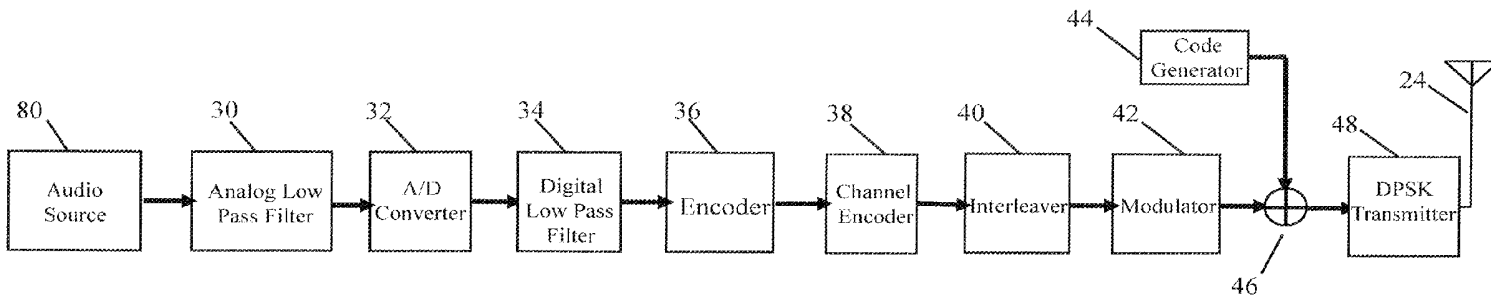 44
Code
Generator
24
80
30
32
34
36
38
40
42
48
Audio
Source
Analog Low
Pass Filter
A/D
Converter
Digital
Low Pass
Filter
Encoder
Channel
Encoder
Interleaver
Modulator
DPSK
Transmitter
46